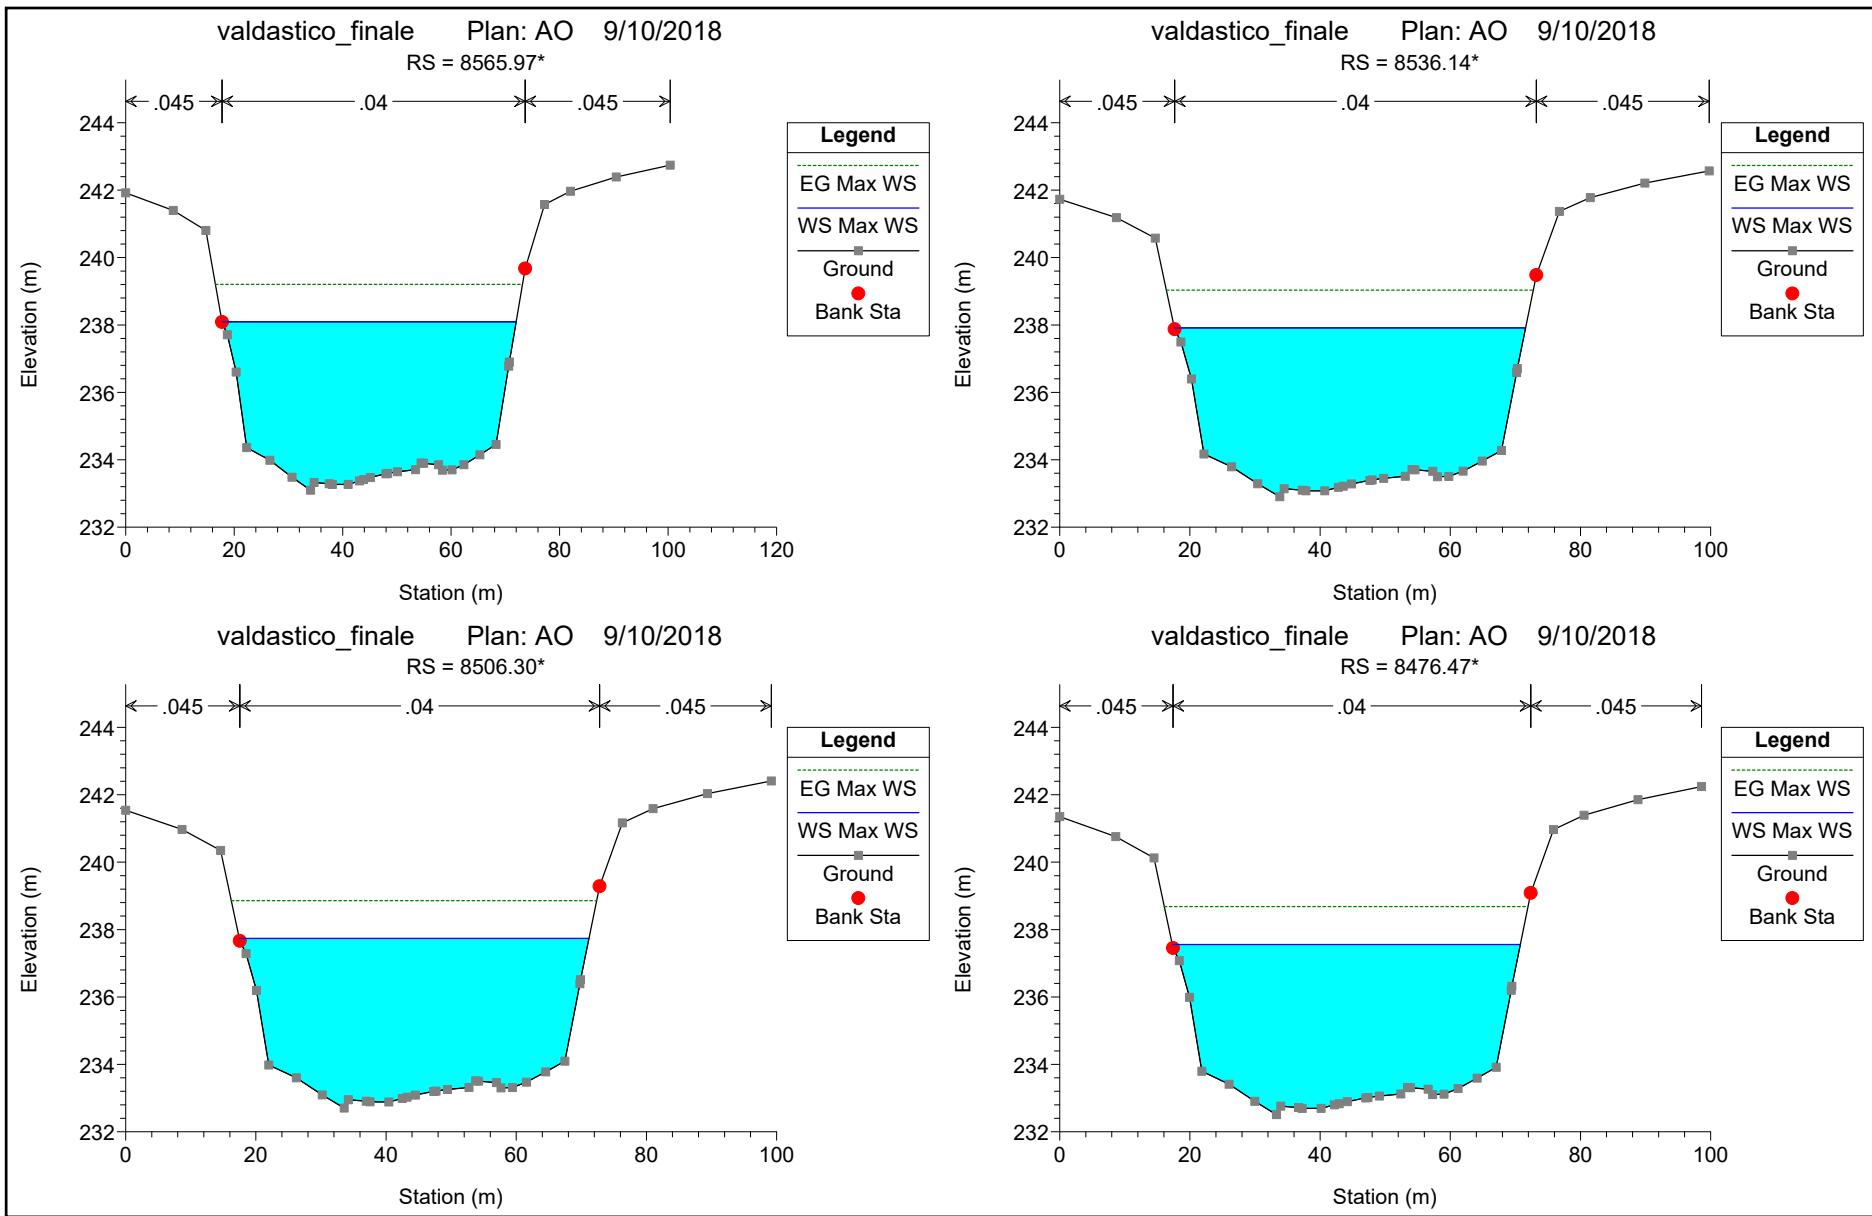 valdastico_finale Plan: AO 9/10/2018
RS = 8565.97*
.045 .04 .045
244
242
240
238
236
234
232
Elevation (m)
0 20 40 60 80 100 120
Station (m)
Legend
EG Max WS
WS Max WS
Ground
Bank Sta
valdastico_finale Plan: AO 9/10/2018
RS = 8536.14*
.045 .04 .045
244
242
240
238
236
234
232
Elevation (m)
0 20 40 60 80 100
Station (m)
Legend
EG Max WS
WS Max WS
Ground
Bank Sta
valdastico_finale Plan: AO 9/10/2018
RS = 8506.30*
.045 .04 .045
244
242
240
238
236
234
232
Elevation (m)
0 20 40 60 80 100
Station (m)
Legend
EG Max WS
WS Max WS
Ground
Bank Sta
valdastico_finale Plan: AO 9/10/2018
RS = 8476.47*
.045 .04 .045
244
242
240
238
236
234
232
Elevation (m)
0 20 40 60 80 100
Station (m)
Legend
EG Max WS
WS Max WS
Ground
Bank Sta